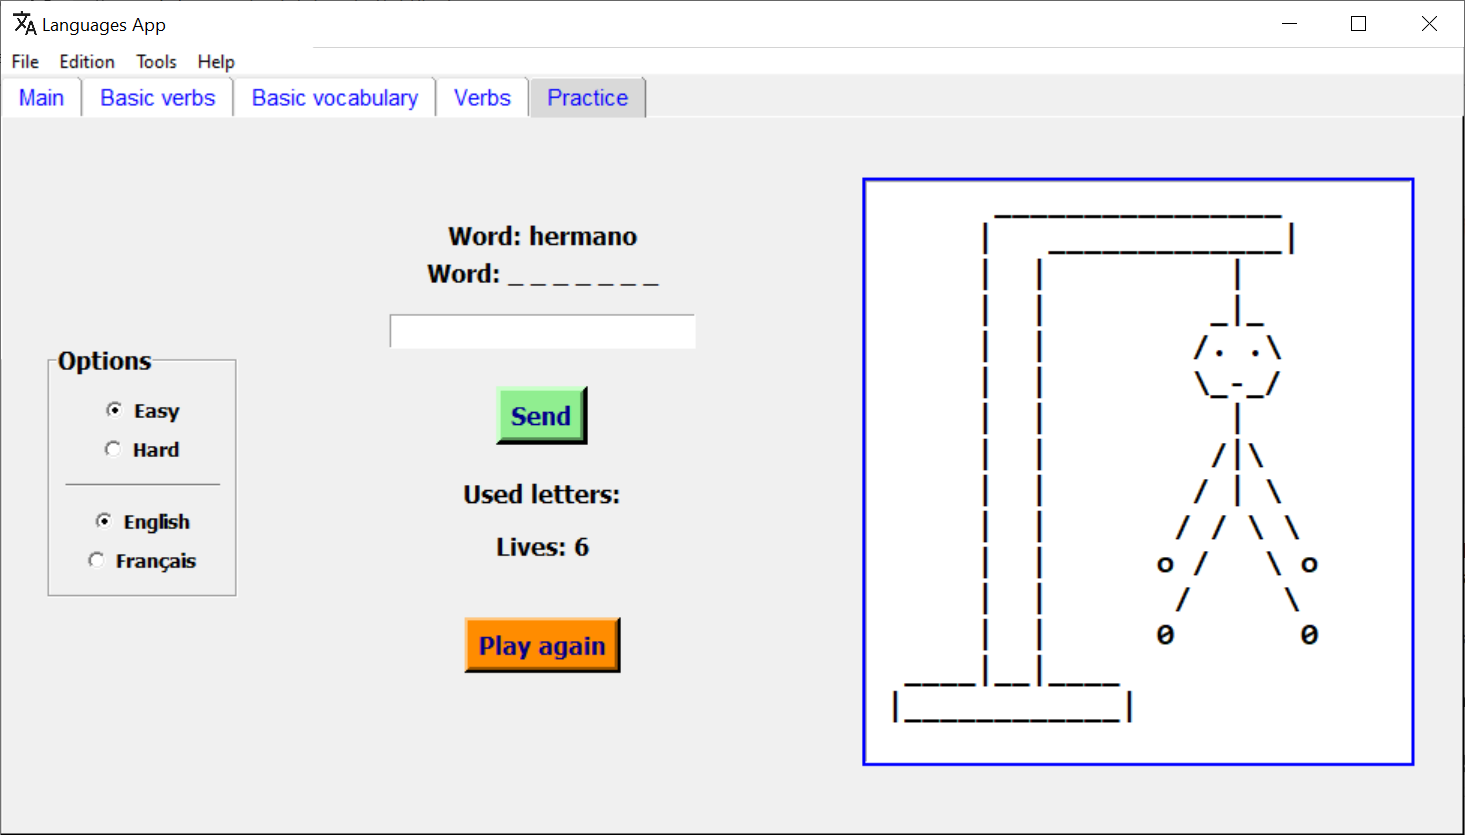 Languages App
File Edition Tools Help
Main Basic verbs Basic vocabulary Verbs Practice
Word: hermano
Word: _ _ _ _ _ _ _
Options
Easy
Hard
English
Français
Send
Used letters:
Lives: 6
Play again